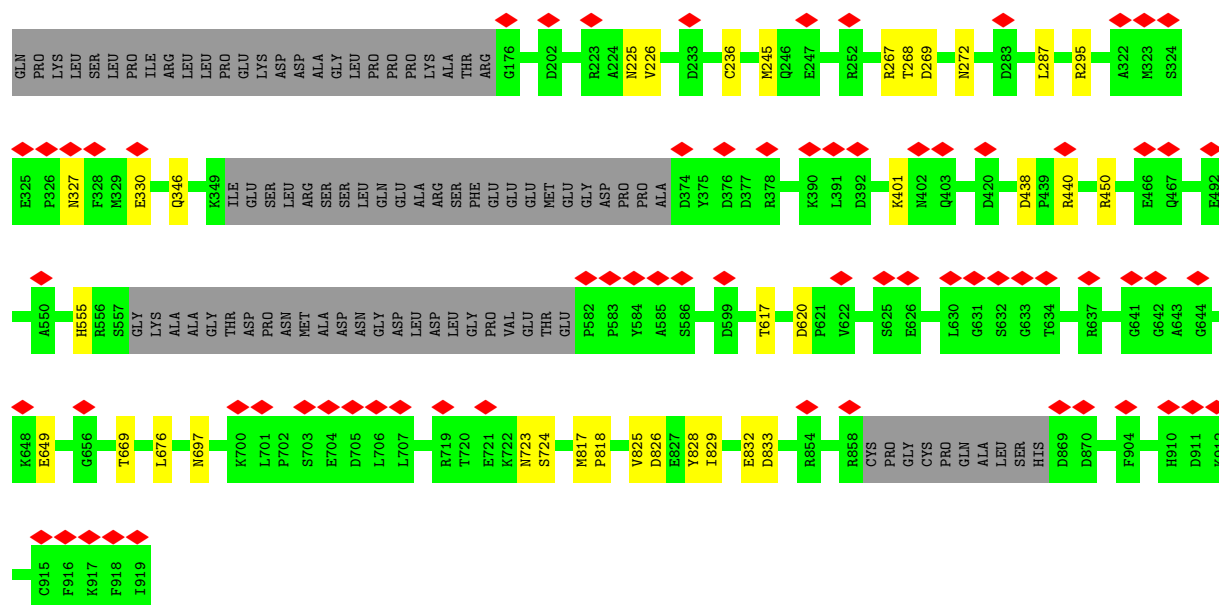 GLN PRO LYS LEU SER LEU PRO ILE ARG LEU LEU PRO GLU LYS ASP ASP ALA GLY LEU PRO PRO PRO LYS ALA THR ARG G176 D202 R223 A224 N225 V226 D233 C236 M245 Q246 E247 R252 R267 T268 D269 N272 D283 L287 R295 A322 M323 S324
E325 P326 N327 F328 M329 E330 Q346 K349 ILE GLU SER LEU ARG SER SER LEU GLN GLU ALA ARG SER PHE GLU GLU GLU MET GLU GLY ASP PRO PRO ALA D374 Y375 D376 D377 R378 K390 L391 D392 K401 N402 Q403 D420 D438 P439 R440 R450 E466 Q467 E492
A550 H555 R556 S557 GLY LYS ALA ALA GLY THR ASP PRO ASN MET ALA ASP ASN GLY ASP LEU ASP LEU GLY PRO VAL GLU THR GLU P582 P583 Y584 A585 S586 D599 T617 D620 P621 V622 S625 E626 L630 G631 S632 G633 T634 R637 G641 G642 A643 G644
K648 E649 G656 T669 L676 N697 K700 L701 P702 S703 E704 D705 L706 L707 R719 T720 E721 K722 N723 S724 M817 P818 V825 D826 E827 Y828 I829 E832 D833 R854 R858 CYS PRO GLY CYS PRO GLN ALA LEU SER HIS D869 D870 F904 H910 D911
C915 F916 K917 F918 I919